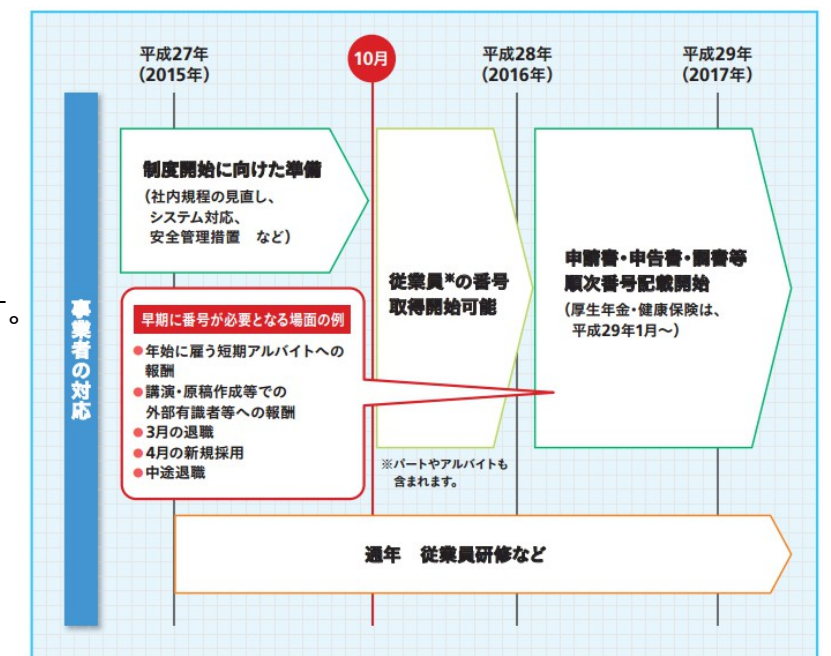 平成27年
(2015年)
10月
平成28年
(2016年)
平成29年
(2017年)
事業者の対応
制度開始に向けた準備
(社内規程の見直し、
システム対応、
安全管理措置 など)
従業員※の番号
取得開始可能
申請書・申告書・調書等
順次番号記載開始
(厚生年金・健康保険は、
平成29年1月~)
。
早期に番号が必要となる場面の例
●年始に雇う短期アルバイトへの
報酬
●講演・原稿作成等での
外部有識者等への報酬
●3月の退職
●4月の新規採用
●中途退職
※パートやアルバイトも
含まれます。
通年 従業員研修など